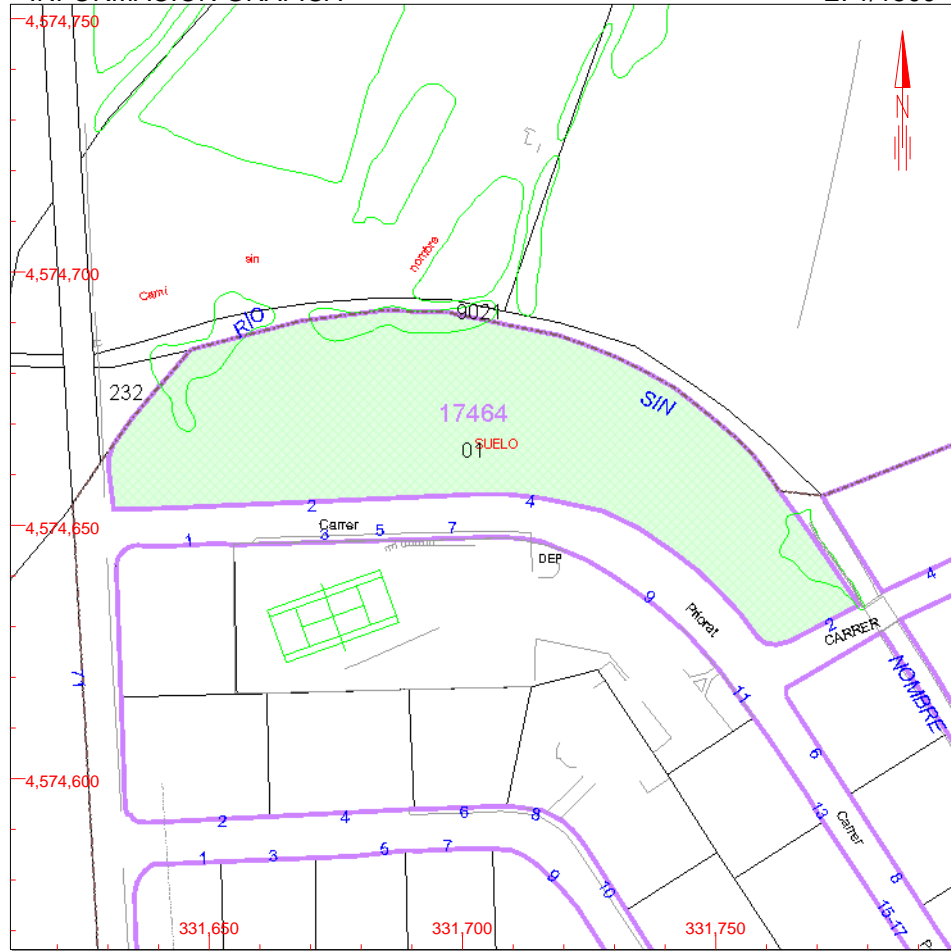 4,574,750
N
Cami
sin
nombre
4,574,700
RIO
9021
232
SIN
17464
01
SUELO
2
4
4,574,650
Carrer
1
3
5
7
DEP
9
Priorat
2
CARRER
4
NOMBRE
17
11
6
4,574,600
2
4
6
8
13
Carrer
1
3
5
7
9
10
8
15-17
331,650
331,700
331,750